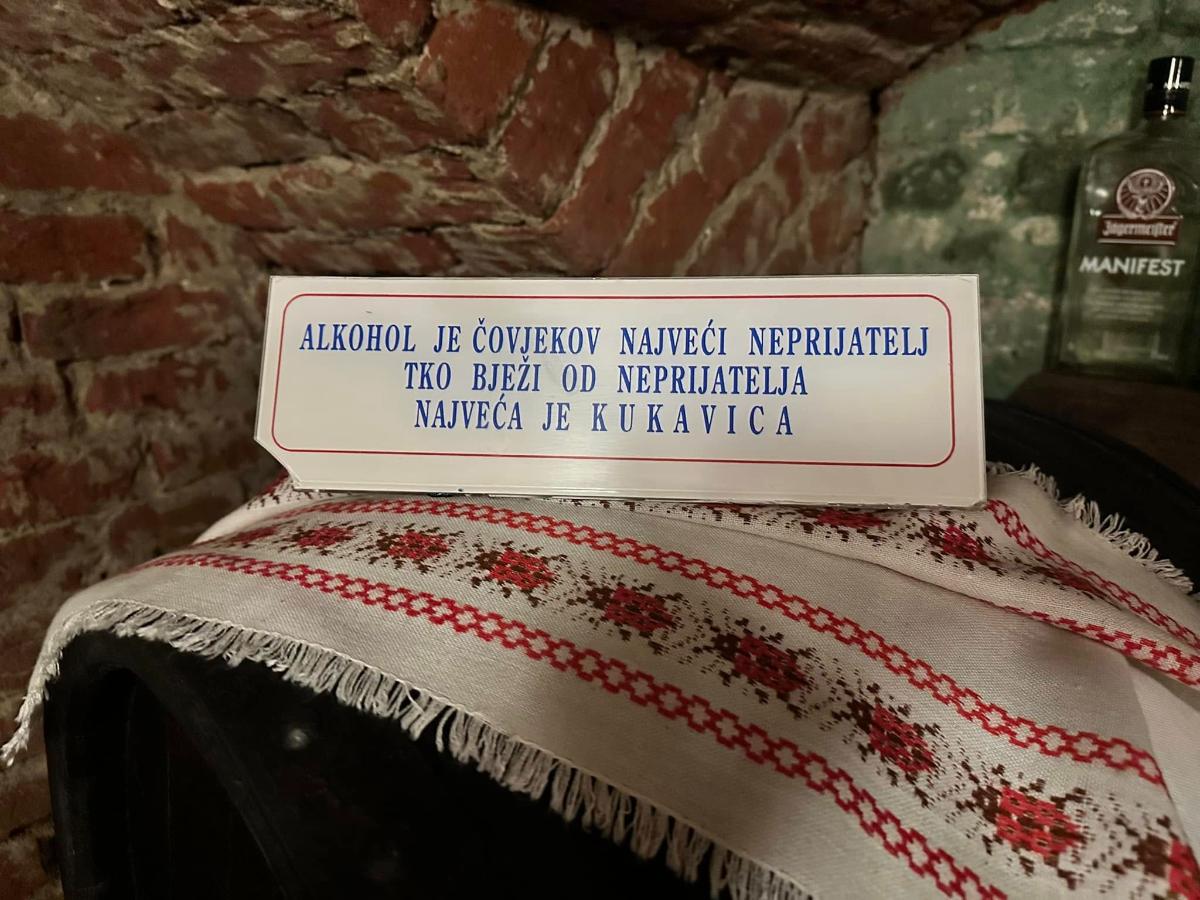 ALKOHOL JE ČOVJEKOV NAJVEĆI NEPRIJATELJ
TKO BJEŽI OD NEPRIJATELJA
NAJVEĆA JE KUKAVICA
Jägermeister
MANIFEST